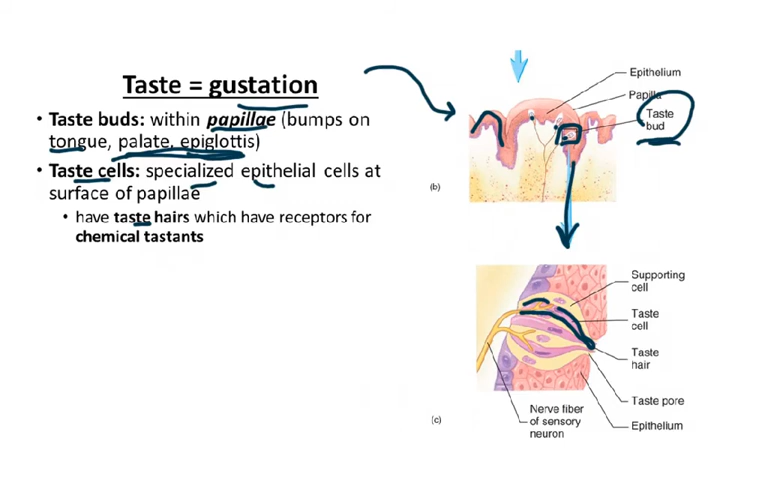 Taste = gustation
• Taste buds: within papillae (bumps on
tongue, palate, epiglottis)
• Taste cells: specialized epithelial cells at
surface of papillae
• have taste hairs which have receptors for
chemical tastants
Epithelium
Papilla
Taste
bud
(b)
Supporting
cell
Taste
cell
Taste
hair
Taste pore
Epithelium
Nerve fiber
of sensory
neuron
(c)